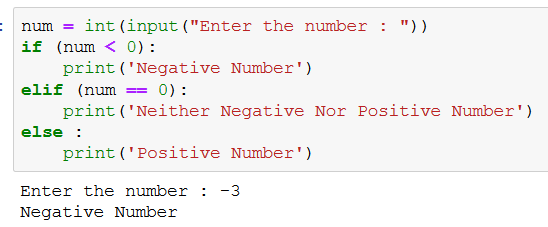 num = int(input("Enter the number : "))
if (num < 0):
    print('Negative Number')
elif (num == 0):
    print('Neither Negative Nor Positive Number')
else :
    print('Positive Number')
Enter the number : -3
Negative Number